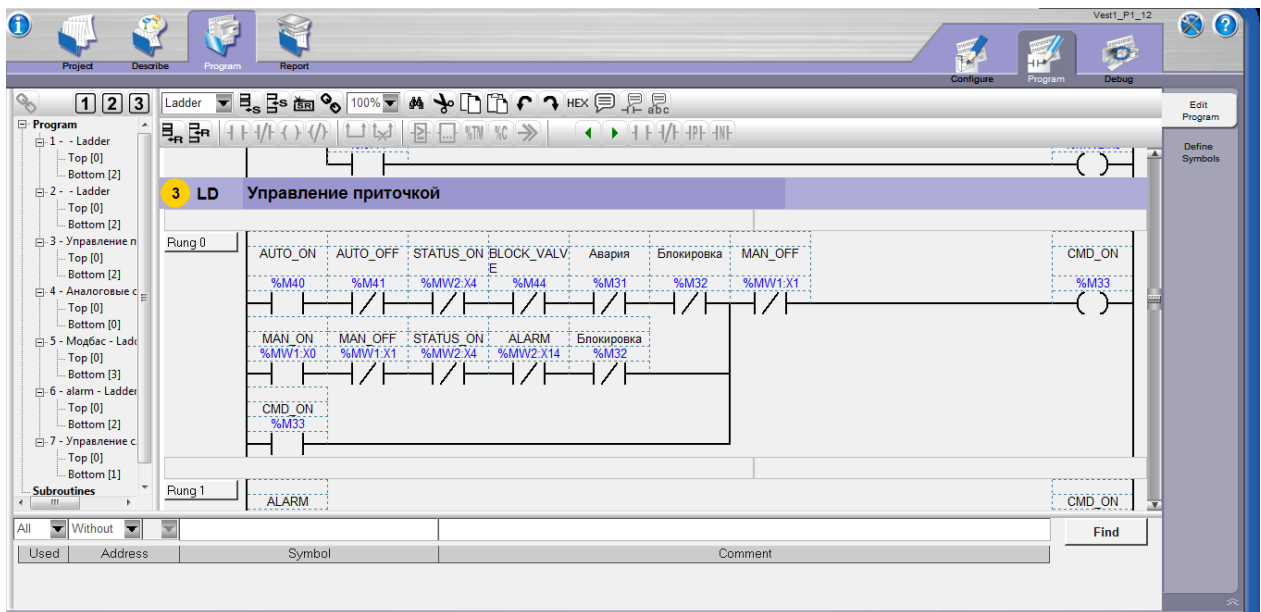 Vest1_P1_12
Project Describe Program Report
Configure Program Debug
1 2 3 Ladder 100% HEX
Edit Program
Define Symbols
Program
1 - - Ladder
Top [0]
Bottom [2]
2 - - Ladder
Top [0]
Bottom [2]
3 - Управление п
Top [0]
Bottom [2]
4 - Аналоговые с
Top [0]
Bottom [0]
5 - Модбас - Lado
Top [0]
Bottom [3]
6 - alarm - Ladder
Top [0]
Bottom [2]
7 - Управление с
Top [0]
Bottom [1]
Subroutines
%TM %C
3 LD Управление приточкой
Rung 0
AUTO_ON AUTO_OFF STATUS_ON BLOCK_VALVE Авария Блокировка MAN_OFF CMD_ON
%M40 %M41 %MW2:X4 %M44 %M31 %M32 %MW1:X1 %M33
MAN_ON MAN_OFF STATUS_ON ALARM Блокировка
%MW1:X0 %MW1:X1 %MW2:X4 %MW2:X14 %M32
CMD_ON
%M33
Rung 1
ALARM CMD_ON
All Without Find
Used Address Symbol Comment